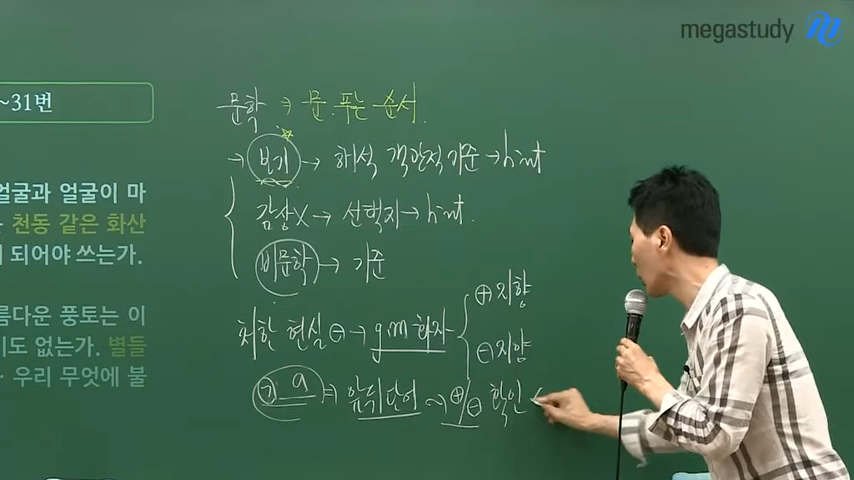 megastudy
~31번
얼굴과 얼굴이 마
천동 같은 화산
되어야 쓰는가.
름다운 풍토는 이
도 없는가. 별들
우리 무엇에 불
문학 → 문.푸는 순서.
→ 보기 → 해석 객관적 기준 → hint
감상X → 선택지 → hint.
비문학 → 기준
처한 현실 ⊖ → 화자
⊕ 지향
⊖ 지양
앞뒤 단어 ~ ⊕/⊖ 확인